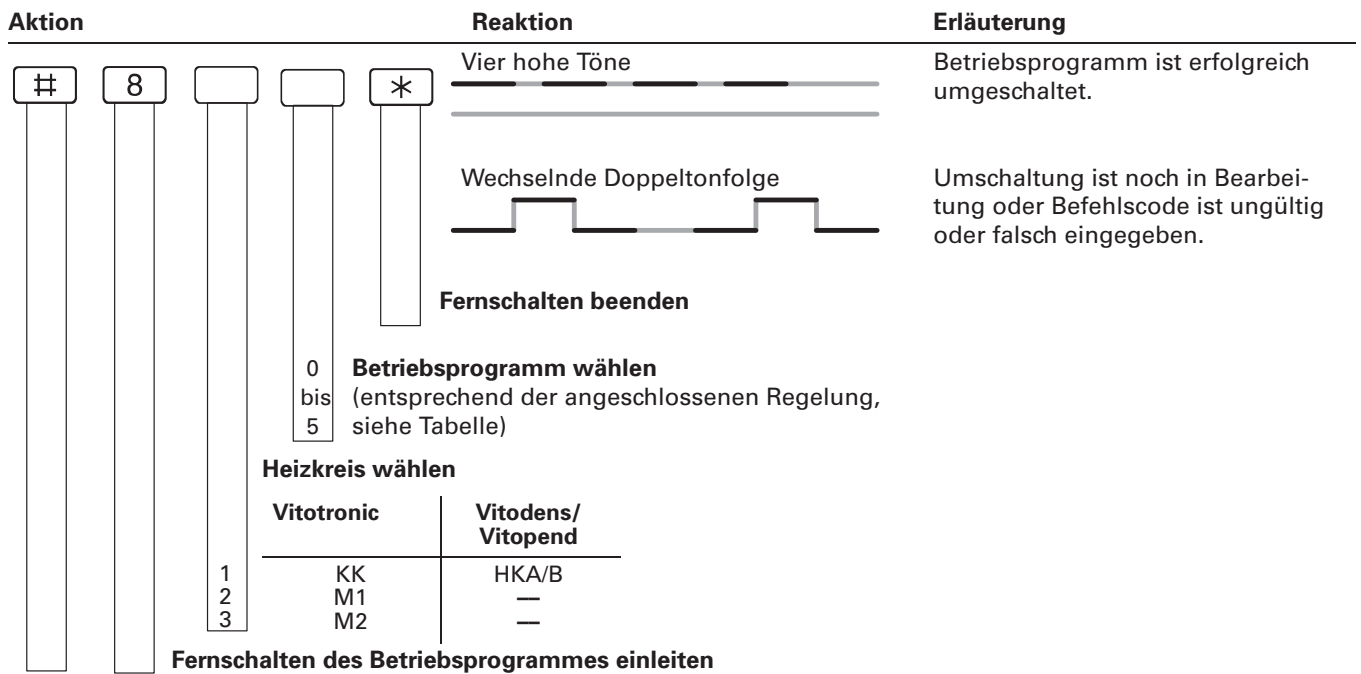 Aktion Reaktion Erläuterung
# 8 * Vier hohe Töne Betriebsprogramm ist erfolgreich
umgeschaltet.
Wechselnde Doppeltonfolge Umschaltung ist noch in Bearbei-
tung oder Befehlscode ist ungültig
oder falsch eingegeben.
Fernschalten beenden
0 Betriebsprogramm wählen
bis (entsprechend der angeschlossenen Regelung,
5 siehe Tabelle)
Heizkreis wählen
Vitotronic Vitodens/
Vitopend
1 KK HKA/B
2 M1 —
3 M2 —
Fernschalten des Betriebsprogrammes einleiten